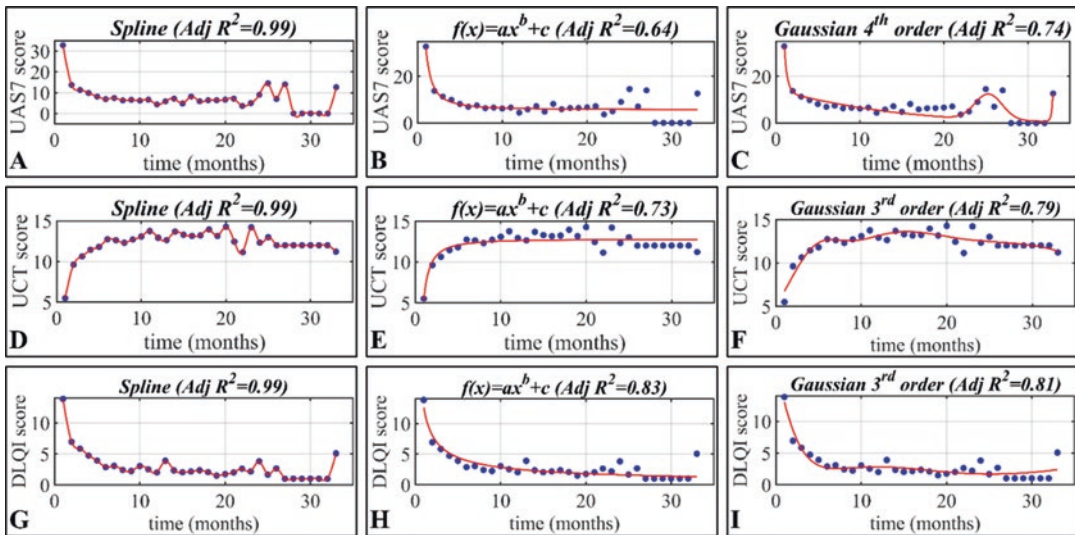 Spline (Adj R²=0.99)
UAS7 score
30
20
10
0
0 10 20 30
time (months)
A
f(x)=ax^b+c (Adj R²=0.64)
UAS7 score
20
0
0 10 20 30
time (months)
B
Gaussian 4th order (Adj R²=0.74)
UAS7 score
20
0
0 10 20 30
time (months)
C
Spline (Adj R²=0.99)
UCT score
15
10
5
0 10 20 30
time (months)
D
f(x)=ax^b+c (Adj R²=0.73)
UCT score
15
10
5
0 10 20 30
time (months)
E
Gaussian 3rd order (Adj R²=0.79)
UCT score
15
10
5
0 10 20 30
time (months)
F
Spline (Adj R²=0.99)
DLQI score
10
5
0
0 10 20 30
time (months)
G
f(x)=ax^b+c (Adj R²=0.83)
DLQI score
10
5
0
0 10 20 30
time (months)
H
Gaussian 3rd order (Adj R²=0.81)
DLQI score
10
5
0
0 10 20 30
time (months)
I